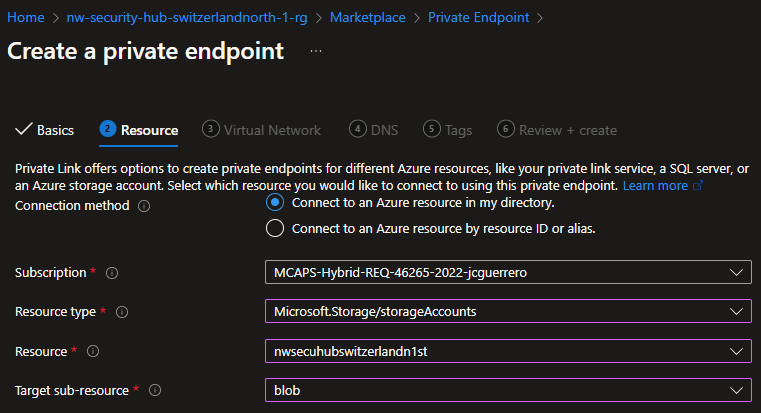 Home > nw-security-hub-switzerlandnorth-1-rg > Marketplace > Private Endpoint >
Create a private endpoint ...
Basics 2 Resource 3 Virtual Network 4 DNS 5 Tags 6 Review + create
Private Link offers options to create private endpoints for different Azure resources, like your private link service, a SQL server, or
an Azure storage account. Select which resource you would like to connect to using this private endpoint. Learn more
Connection method Connect to an Azure resource in my directory.
Connect to an Azure resource by resource ID or alias.
Subscription * MCAPS-Hybrid-REQ-46265-2022-jcguerrero
Resource type * Microsoft.Storage/storageAccounts
Resource * nwsecuhubswitzerlandn1st
Target sub-resource * blob